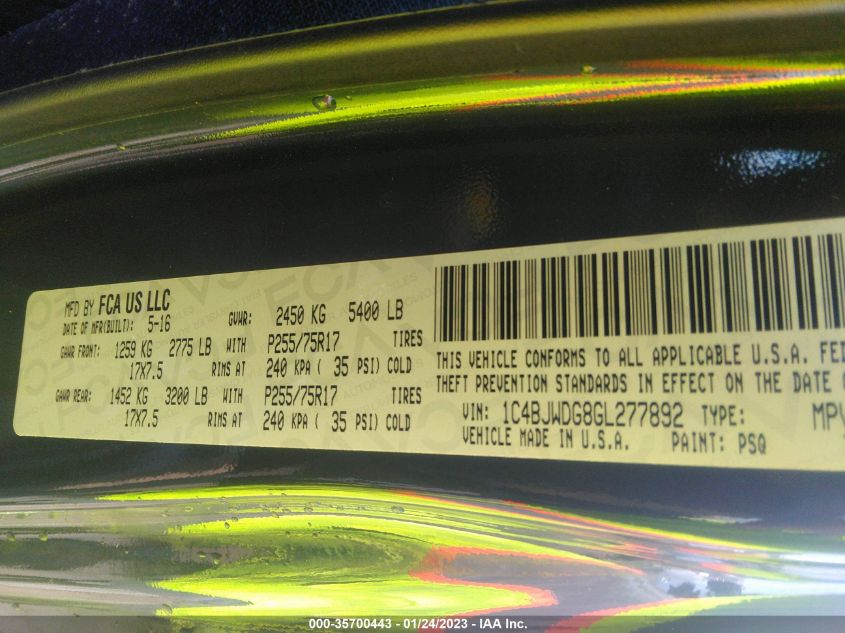 MFD BY FCA US LLC
DATE OF MFR(BUILT): 5-16 GVWR: 2450 KG 5400 LB
GAWR FRONT: 1259 KG 2775 LB WITH P255/75R17 TIRES
17X7.5 RIMS AT 240 KPA ( 35 PSI) COLD
GAWR REAR: 1452 KG 3200 LB WITH P255/75R17 TIRES
17X7.5 RIMS AT 240 KPA ( 35 PSI) COLD
THIS VEHICLE CONFORMS TO ALL APPLICABLE U.S.A. FED
THEFT PREVENTION STANDARDS IN EFFECT ON THE DATE
VIN: 1C4BJWDG8GL277892 TYPE: MPV
VEHICLE MADE IN U.S.A. PAINT: PSQ
000-35700443 - 01/24/2023 - IAA Inc.